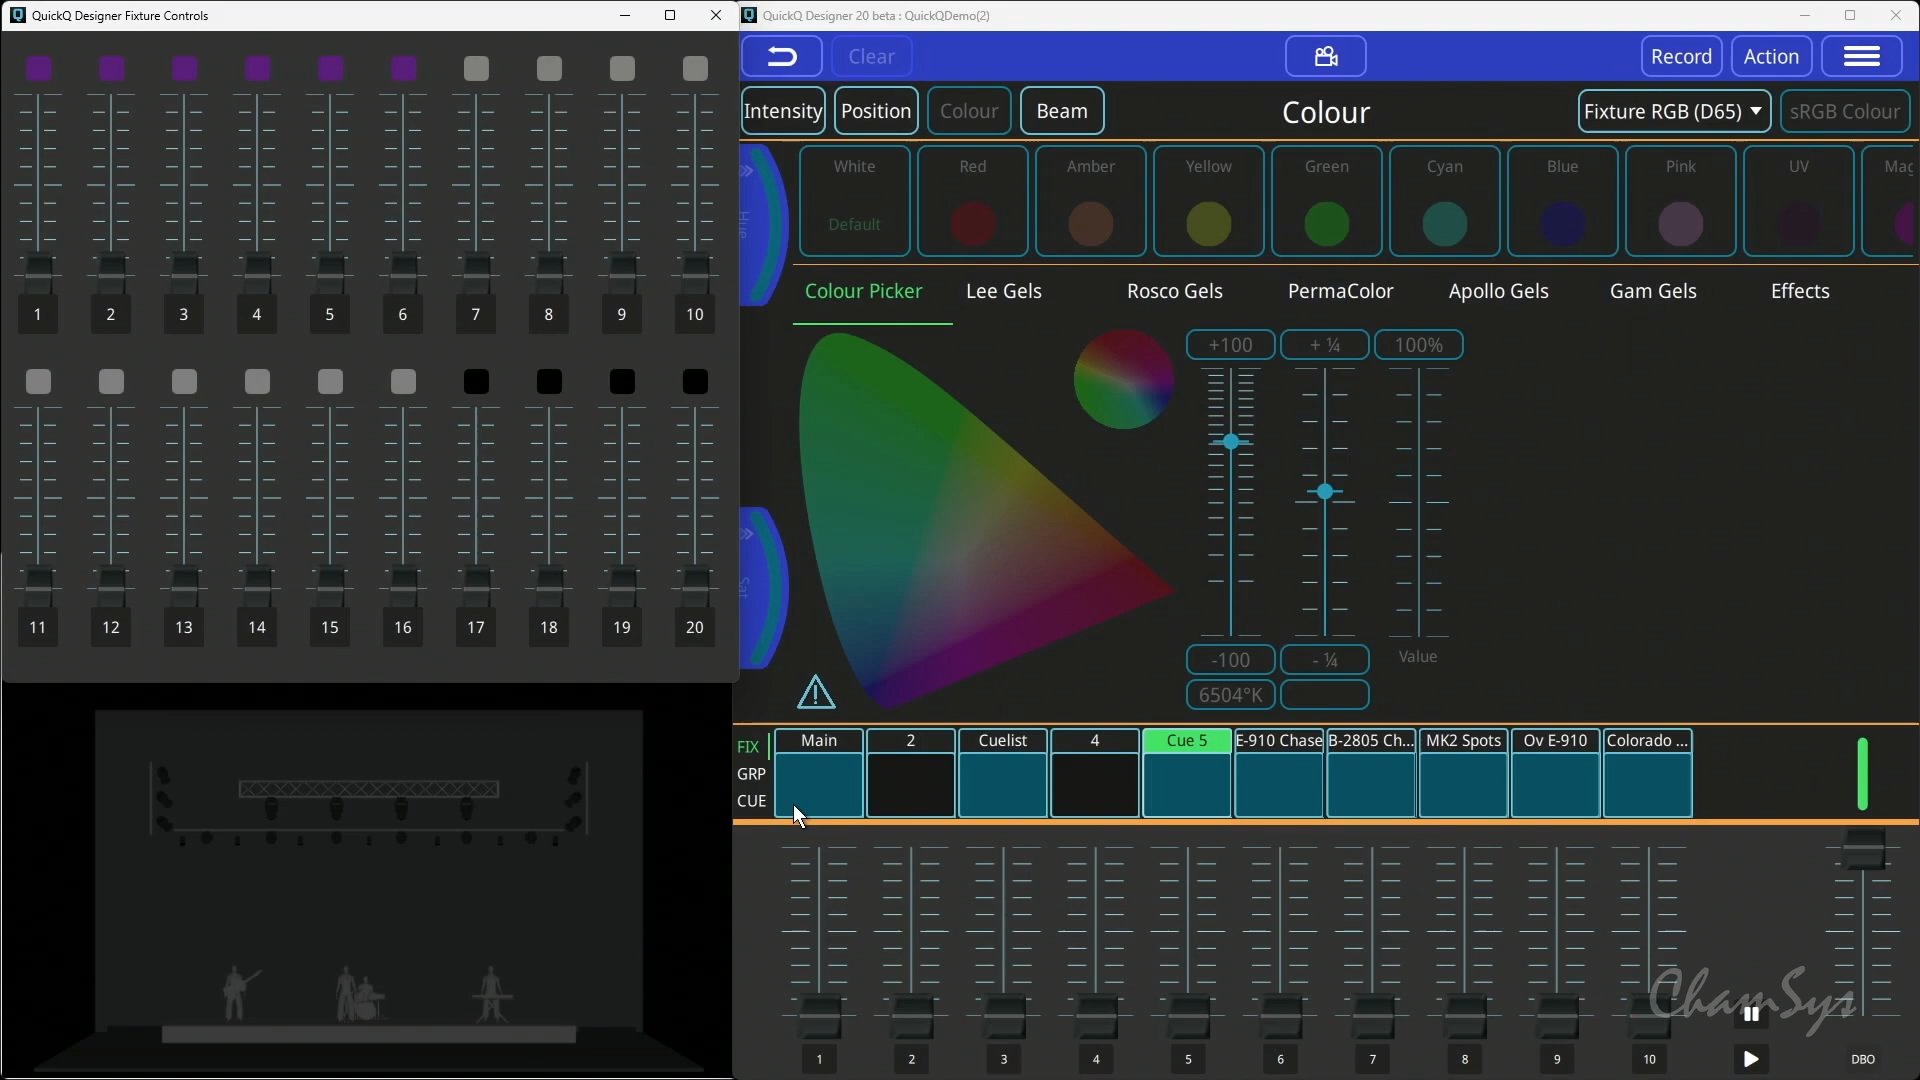 QuickQ Designer Fixture Controls
QuickQ Designer 20 beta : QuickQDemo(2)
Clear
Record
Action
Intensity
Position
Colour
Beam
Colour
Fixture RGB (D65)
sRGB Colour
Hue
White
Red
Amber
Yellow
Green
Cyan
Blue
Pink
UV
Mag
Default
Colour Picker
Lee Gels
Rosco Gels
PermaColor
Apollo Gels
Gam Gels
Effects
+100
+ ¼
100%
1
2
3
4
5
6
7
8
9
10
Sat
11
12
13
14
15
16
17
18
19
20
-100
- ¼
Value
6504°K
FIX
GRP
CUE
Main
2
Cuelist
4
Cue 5
E-910 Chase
B-2805 Ch...
MK2 Spots
Ov E-910
Colorado ...
ChamSys
1
2
3
4
5
6
7
8
9
10
DBO